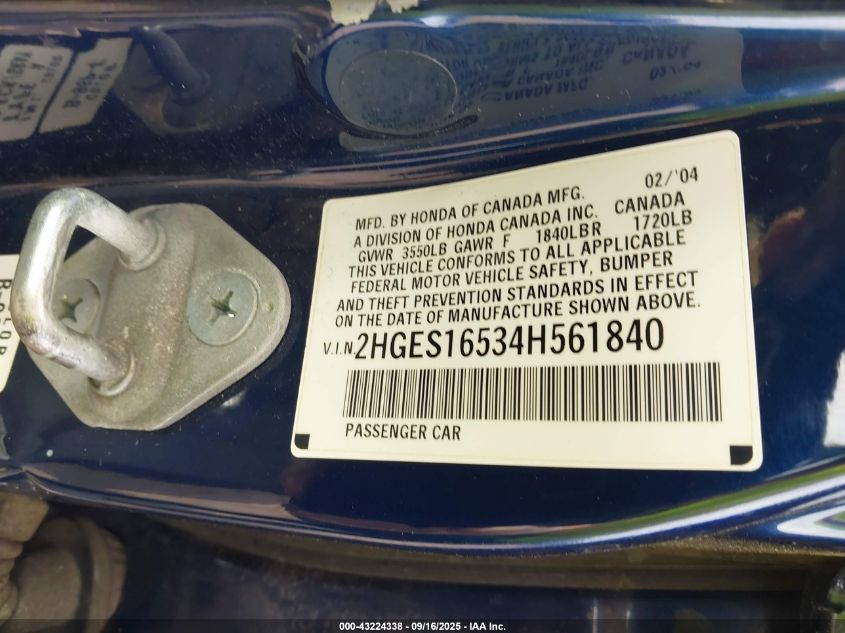 02/'04
MFD. BY HONDA OF CANADA MFG.
A DIVISION OF HONDA CANADA INC. CANADA
GVWR 3550LB GAWR F 1840LBR 1720LB
THIS VEHICLE CONFORMS TO ALL APPLICABLE
FEDERAL MOTOR VEHICLE SAFETY, BUMPER
AND THEFT PREVENTION STANDARDS IN EFFECT
ON THE DATE OF MANUFACTURE SHOWN ABOVE.
V.I.N. 2HGES16534H561840
PASSENGER CAR
000-43224338 - 09/16/2025 - IAA Inc.